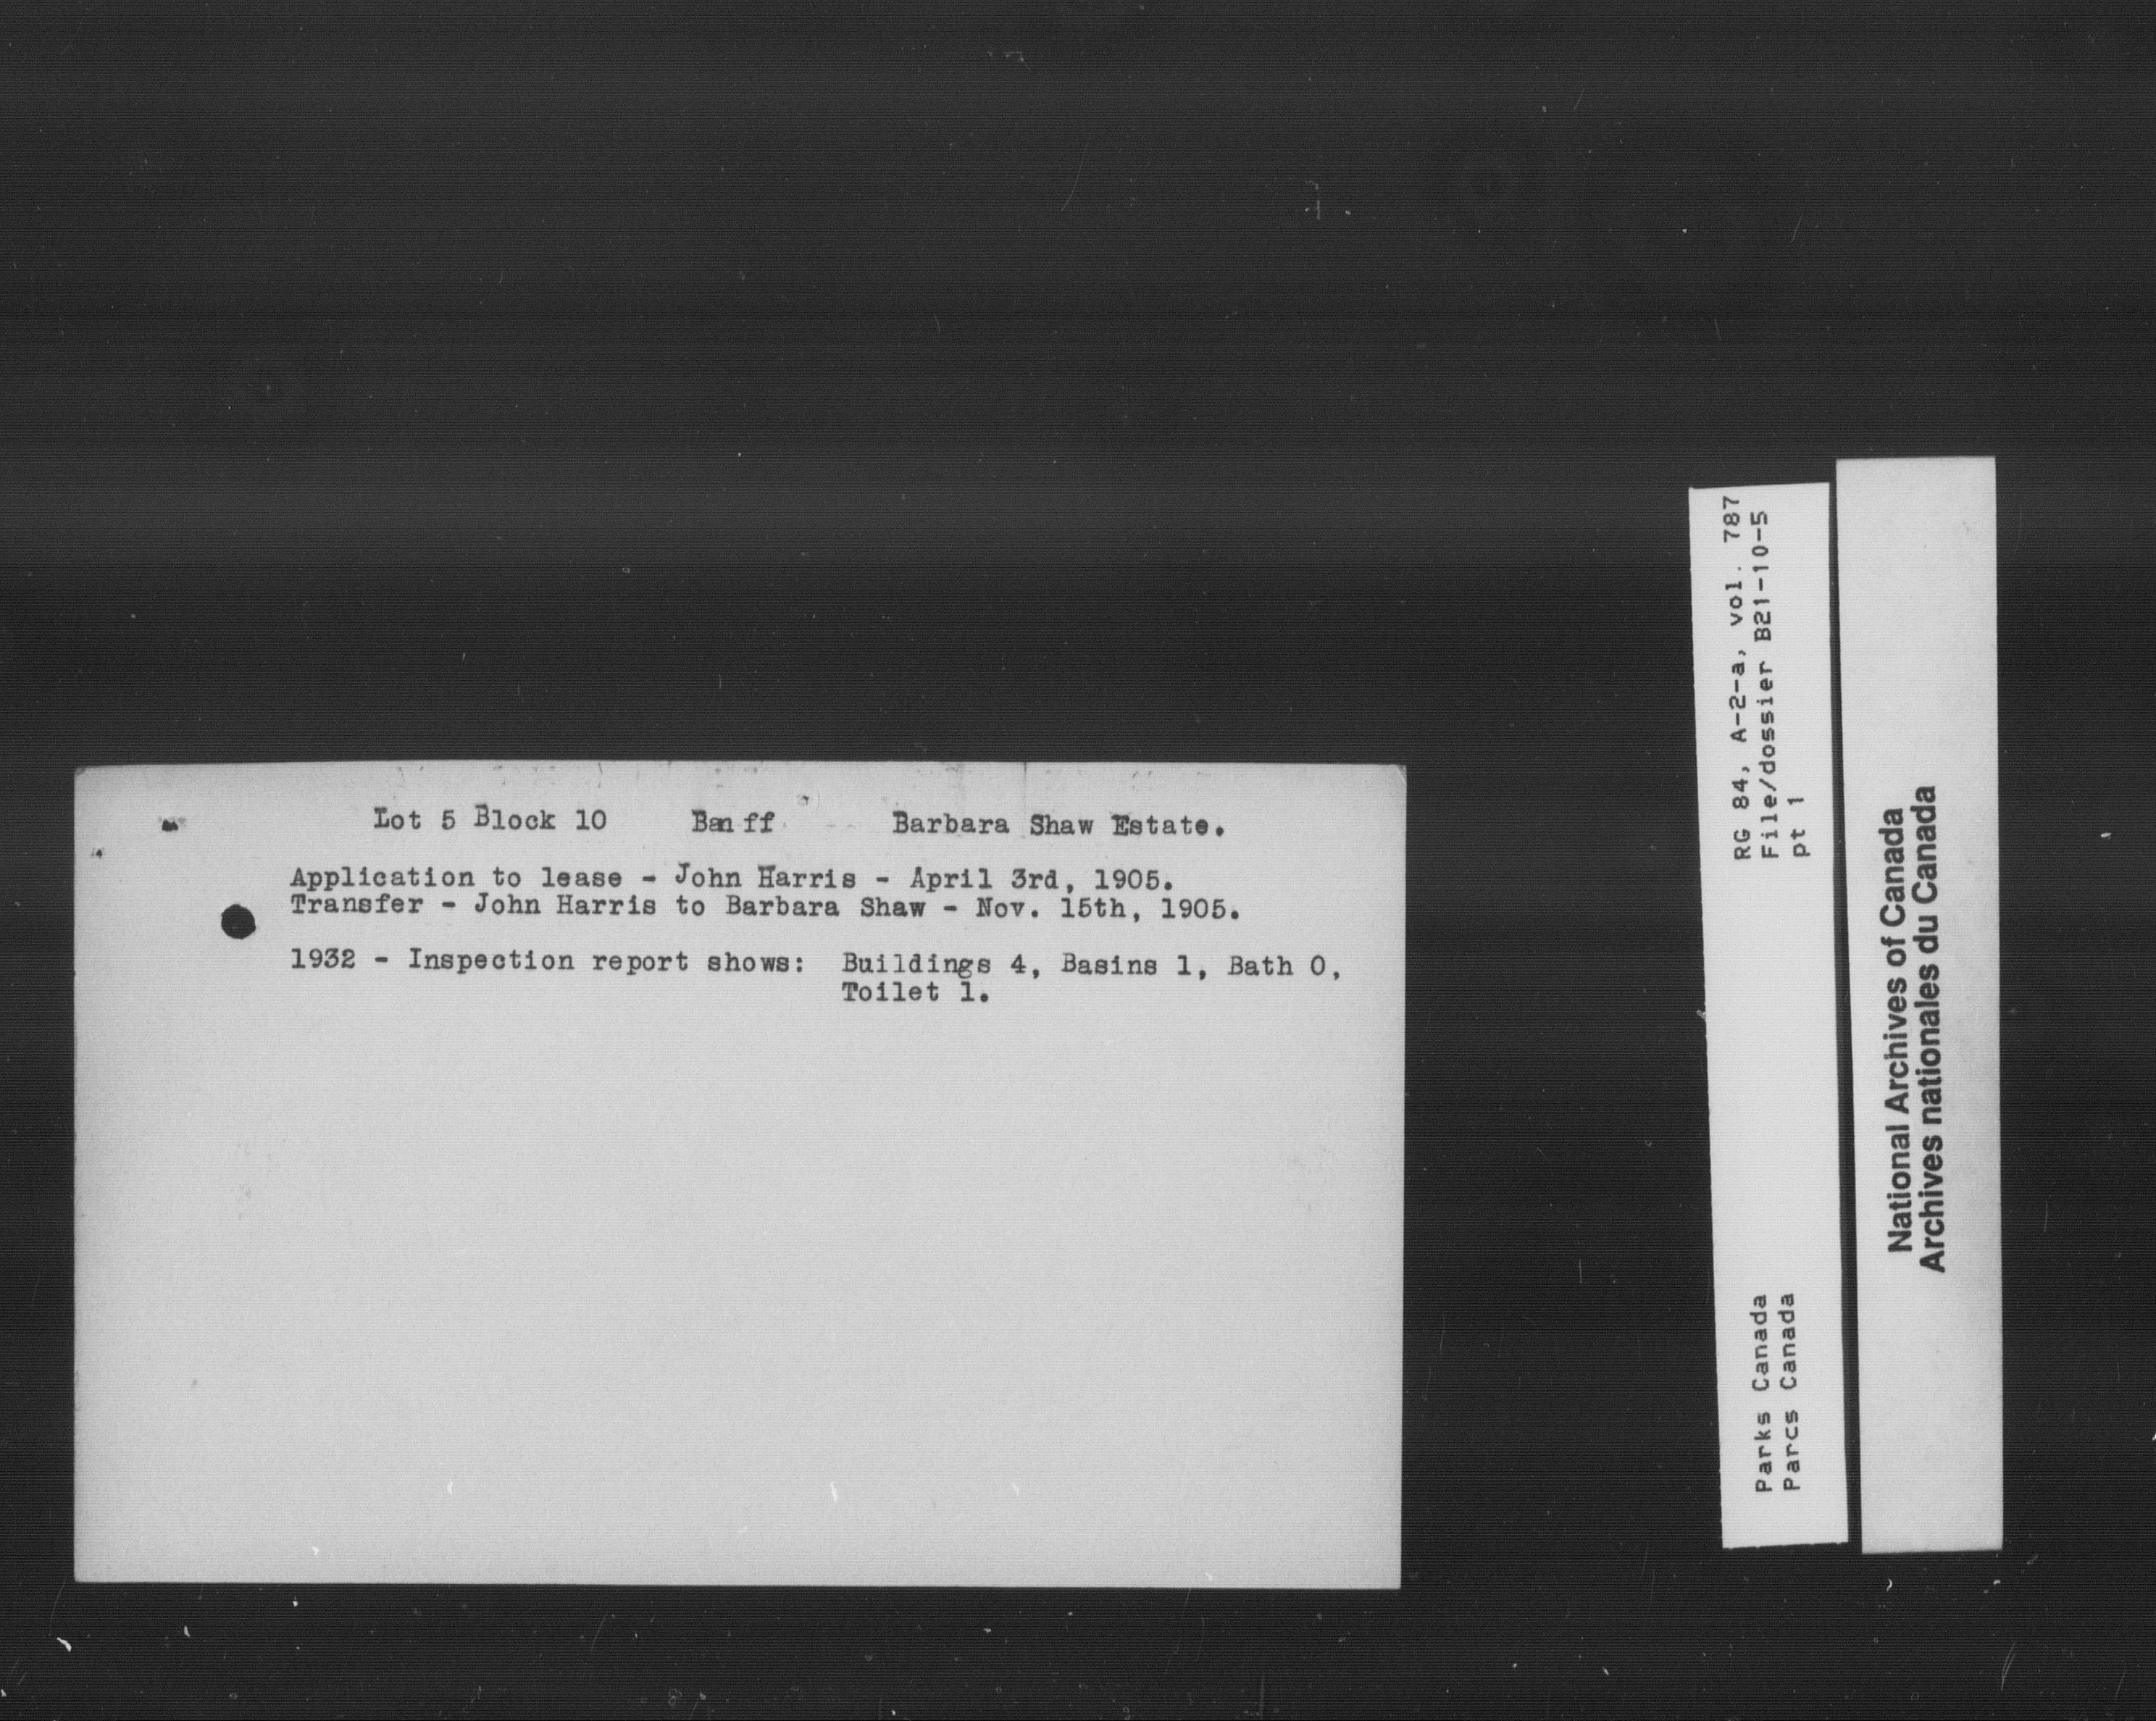 Lot 5 Block 10 Banff Barbara Shaw Estate.
Application to lease - John Harris - April 3rd, 1905.
Transfer - John Harris to Barbara Shaw - Nov. 15th, 1905.
1932 - Inspection report shows: Buildings 4, Basins 1, Bath 0,
Toilet 1.
RG 84, A-2-a, vol. 787
File/dossier B21-10-5
pt 1
Parks Canada
Parcs Canada
National Archives of Canada
Archives nationales du Canada